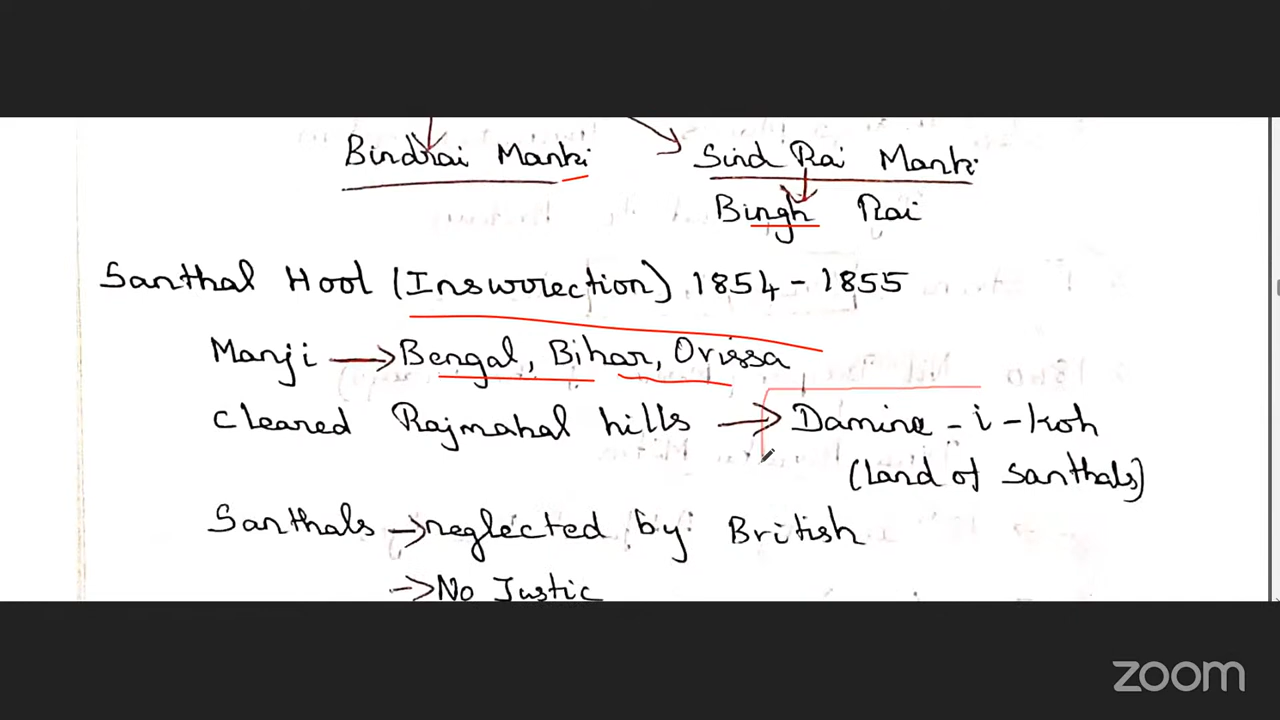 Bindrai Manki Sind Rai Manki
Bingh Rai
Santhal Hool (Insurrection) 1854 - 1855
Manji → Bengal, Bihar, Orissa
cleared Rajmahal hills → Damine - i - Koh
(Land of Santhals)
Santhals → neglected by British
→ No Justic
zoom